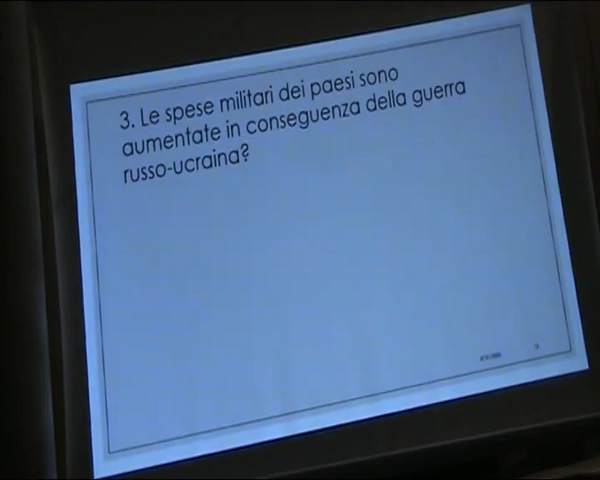 3. Le spese militari dei paesi sono
aumentate in conseguenza della guerra
russo-ucraina?